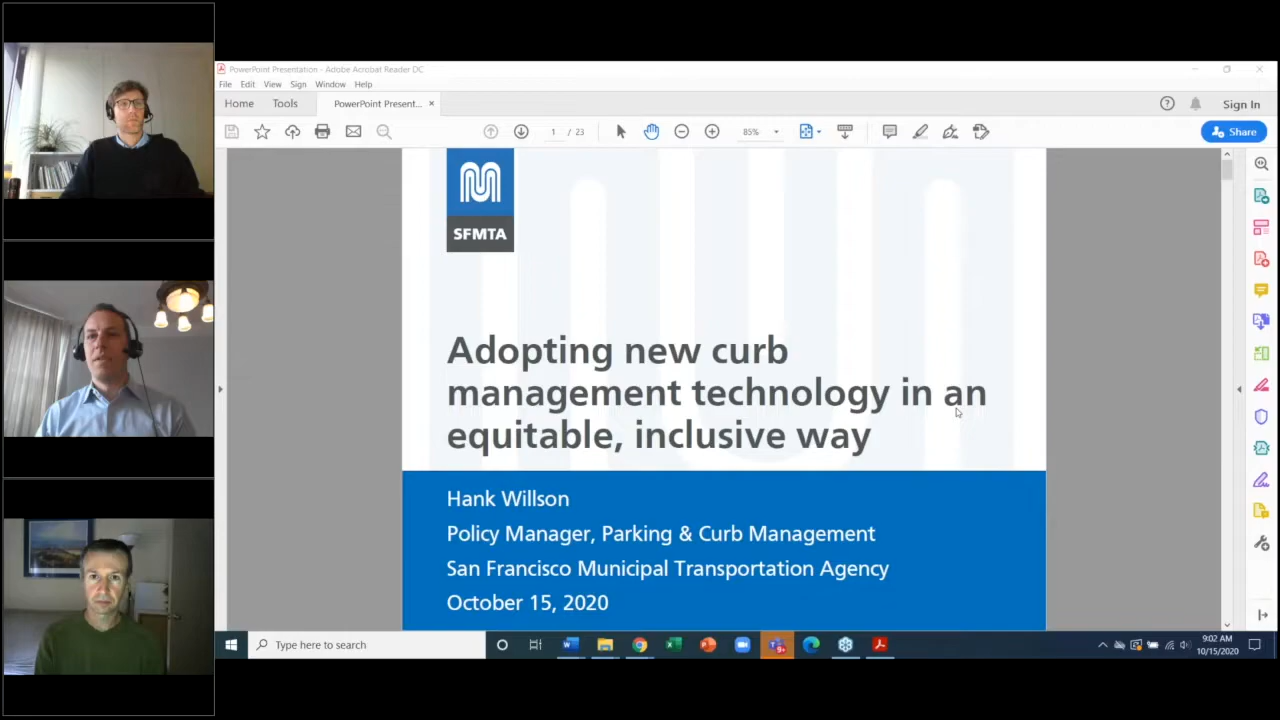 PowerPoint Presentation - Adobe Acrobat Reader DC
File Edit View Sign Window Help
Home Tools PowerPoint Present... × Sign In
1 / 23 85% Share
SFMTA
Adopting new curb
management technology in an
equitable, inclusive way
Hank Willson
Policy Manager, Parking & Curb Management
San Francisco Municipal Transportation Agency
October 15, 2020
Type here to search
9+
9:02 AM
10/15/2020